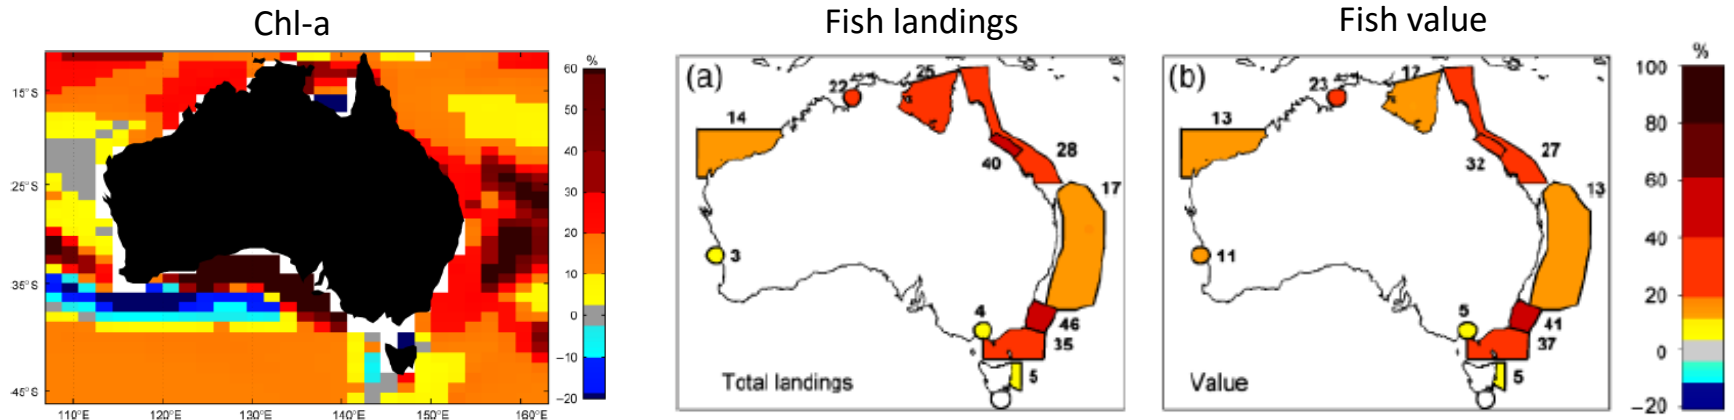 Chl-a
%
60
50
40
30
20
10
0
−10
−20
15°S
25°S
35°S
45°S
110°E
120°E
130°E
140°E
150°E
160°E
Fish landings
(a)
25
22
14
28
40
17
3
4
46
35
5
Total landings
Fish value
(b)
12
23
13
27
32
13
11
5
41
37
5
Value
%
100
80
60
40
20
0
−20